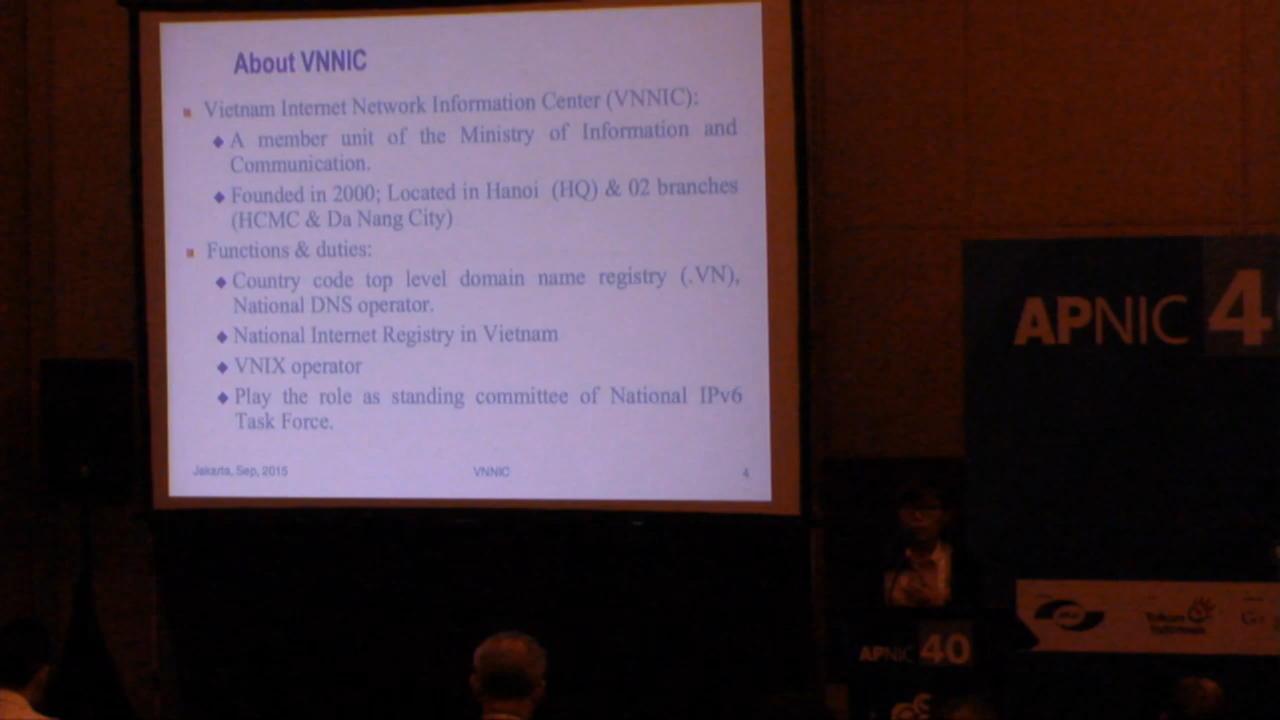 About VNNIC
Vietnam Internet Network Information Center (VNNIC):
A member unit of the Ministry of Information and
Communication.
Founded in 2000; Located in Hanoi (HQ) & 02 branches
(HCMC & Da Nang City)
Functions & duties:
Country code top level domain name registry (.VN),
National DNS operator.
National Internet Registry in Vietnam
VNIX operator
Play the role as standing committee of National IPv6
Task Force.
Jakarta, Sep, 2015 VNNIC 4
APNIC 4
APNIC 40